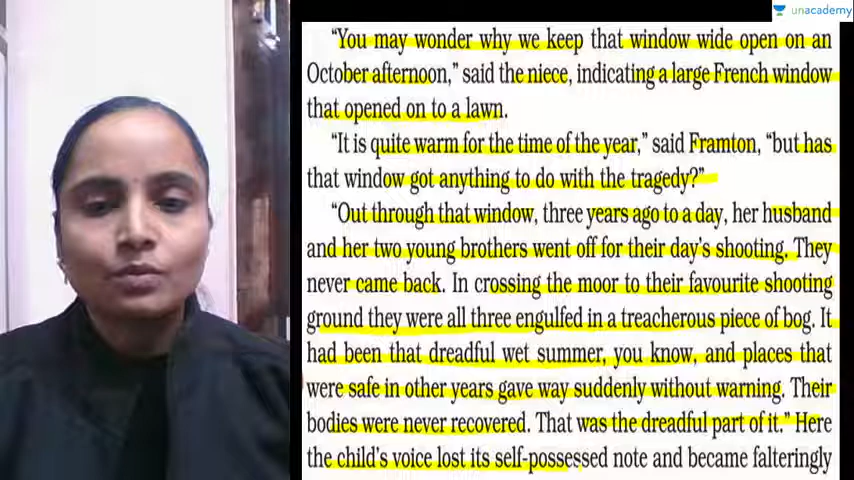 unacademy
“You may wonder why we keep that window wide open on an
October afternoon,” said the niece, indicating a large French window
that opened on to a lawn.
“It is quite warm for the time of the year,” said Framton, “but has
that window got anything to do with the tragedy?”
“Out through that window, three years ago to a day, her husband
and her two young brothers went off for their day’s shooting. They
never came back. In crossing the moor to their favourite shooting
ground they were all three engulfed in a treacherous piece of bog. It
had been that dreadful wet summer, you know, and places that
were safe in other years gave way suddenly without warning. Their
bodies were never recovered. That was the dreadful part of it.” Here
the child’s voice lost its self-possessed note and became falteringly